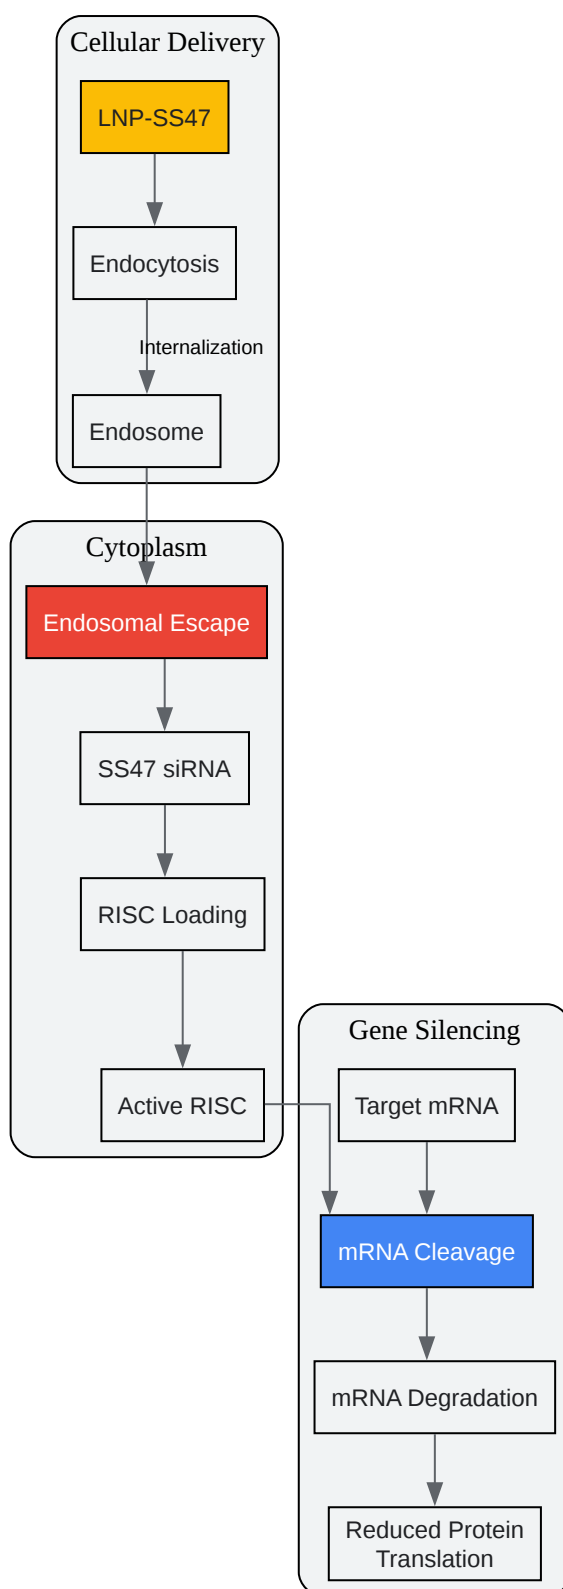 Cellular Delivery
LNP-SS47
Endocytosis
Internalization
Endosome
Cytoplasm
Endosomal Escape
SS47 siRNA
RISC Loading
Active RISC
Gene Silencing
Target mRNA
mRNA Cleavage
mRNA Degradation
Reduced Protein
Translation